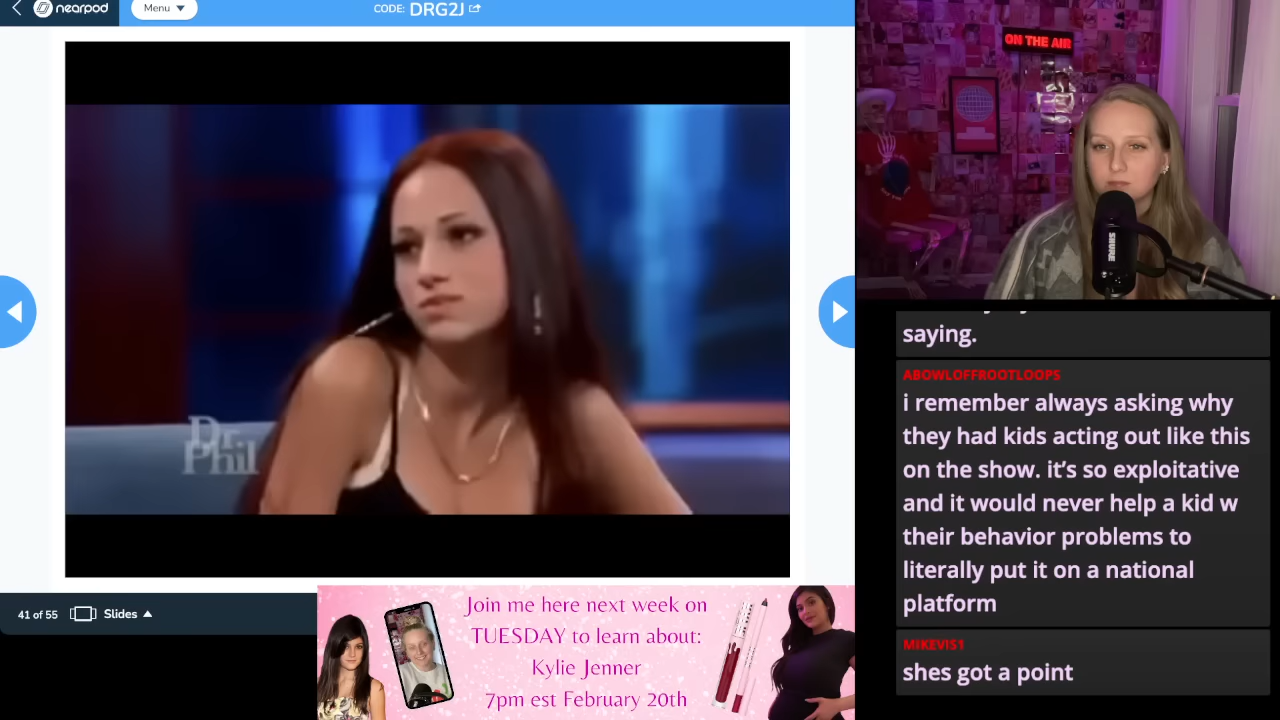 nearpod
Menu
CODE: DRG2J
ON THE AIR
Dr.
Phil
SHURE
saying.
ABOWLOFFROOTLOOPS
i remember always asking why
they had kids acting out like this
on the show. it's so exploitative
and it would never help a kid w
their behavior problems to
literally put it on a national
platform
MIKEVIS1
shes got a point
41 of 55
Slides
Join me here next week on
TUESDAY to learn about:
Kylie Jenner
7pm est February 20th